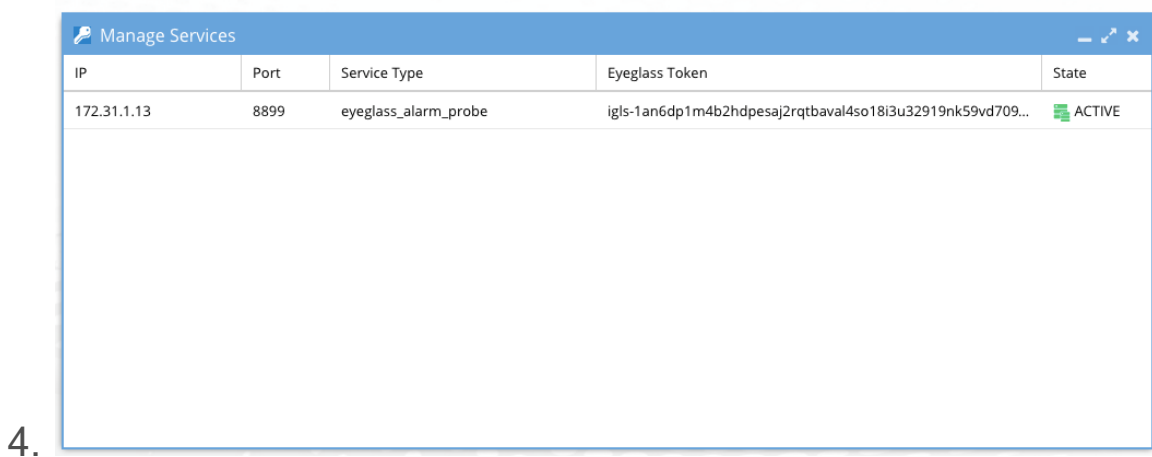 Manage Services
IP Port Service Type Eyeglass Token State
172.31.1.13 8899 eyeglass_alarm_probe igls-1an6dp1m4b2hdpesaj2rqtbaval4so18i3u32919nk59vd709... ACTIVE
4.